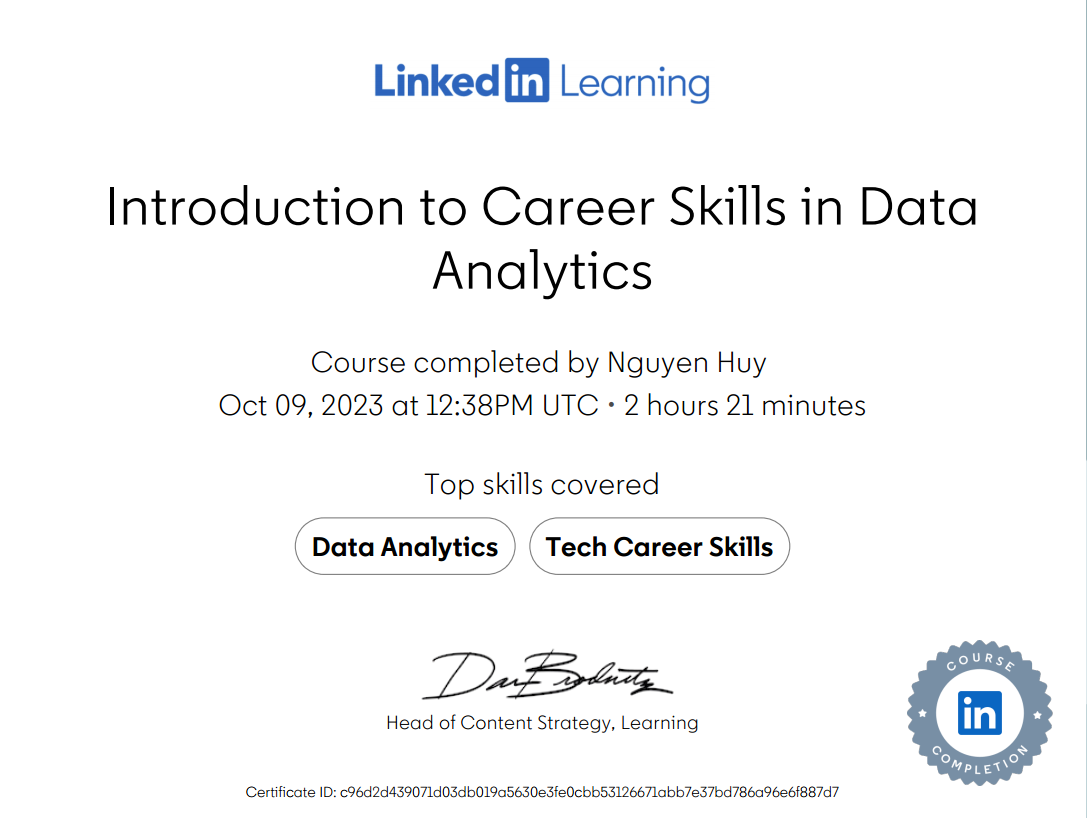 Linkedin Learning
Introduction to Career Skills in Data
Analytics
Course completed by Nguyen Huy
Oct 09, 2023 at 12:38PM UTC • 2 hours 21 minutes
Top skills covered
Data Analytics Tech Career Skills
Dan Brodnitz
Head of Content Strategy, Learning
COURSE
in
COMPLETION
Certificate ID: c96d2d439071d03db019a5630e3fe0cbb53126671abb7e37bd786a96e6f887d7